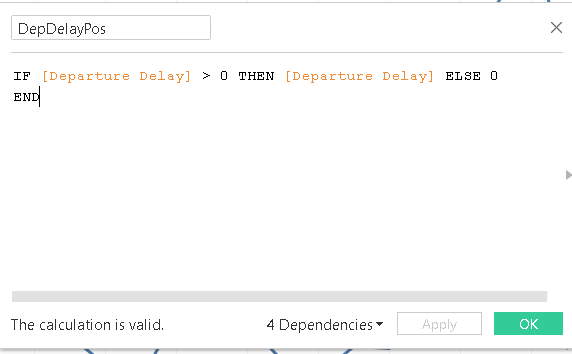 DepDelayPos
IF [Departure Delay] > 0 THEN [Departure Delay] ELSE 0
END
The calculation is valid.
4 Dependencies
Apply
OK